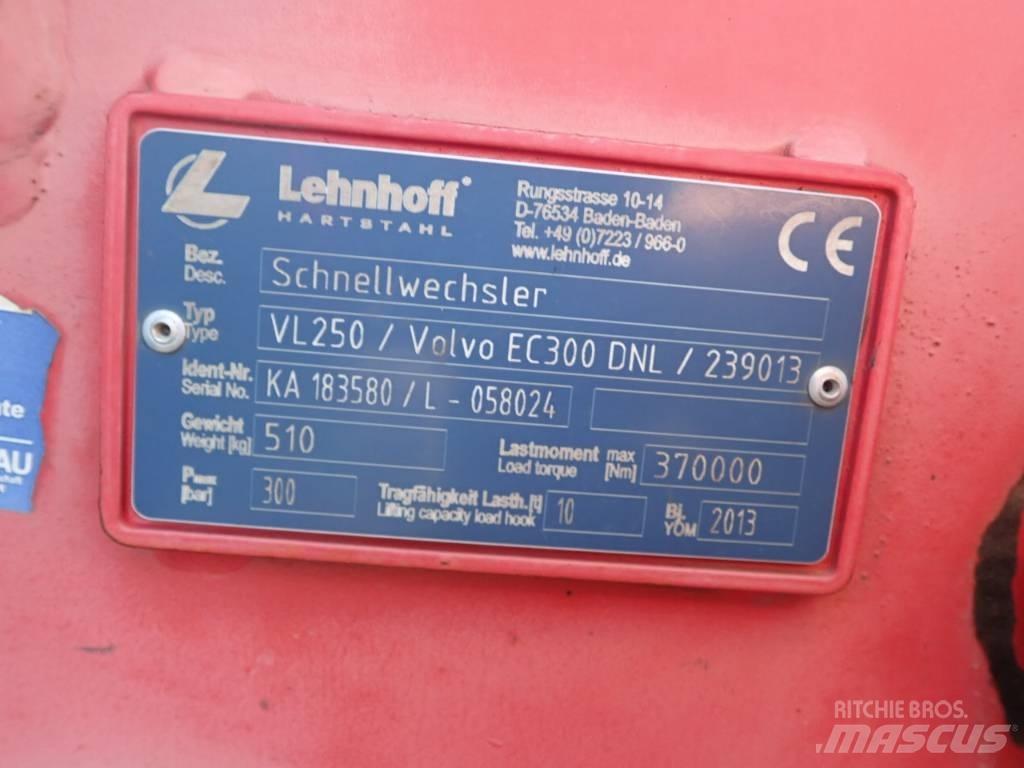 Lehnhoff®
HARTSTAHL
Rungsstrasse 10-14
D-76534 Baden-Baden
Tel. +49 (0)7223 / 966-0
www.lehnhoff.de
CE
Bez.
Desc.
Schnellwechsler
Typ
Type
VL250 / Volvo EC300 DNL / 239013
Ident-Nr.
Serial No.
KA 183580 / L - 058024
Gewicht
Weight [kg]
510
Lastmoment max
Load torque [Nm]
370000
Pmax
[bar]
300
Tragfähigkeit Lasth. [t]
Lifting capacity load hook
10
Bj.
YOM
2013
ute
AU
RITCHIE BROS.
MASCUS